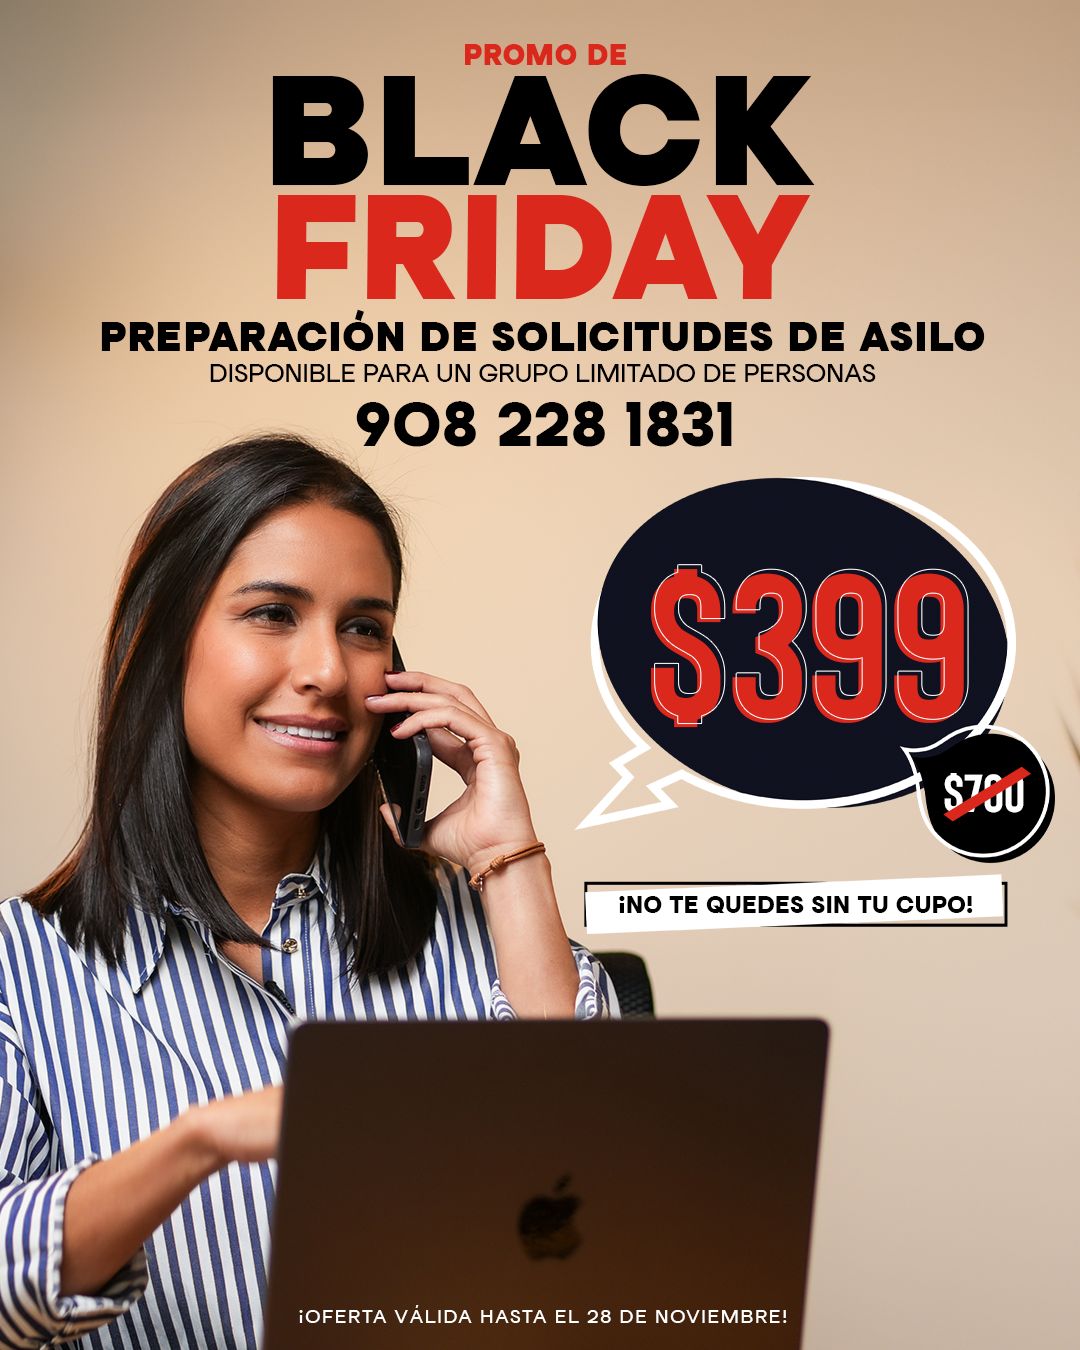 PROMO DE
BLACK
FRIDAY
PREPARACIÓN DE SOLICITUDES DE ASILO
DISPONIBLE PARA UN GRUPO LIMITADO DE PERSONAS
908 228 1831
$399
$700
¡NO TE QUEDES SIN TU CUPO!
¡OFERTA VÁLIDA HASTA EL 28 DE NOVIEMBRE!